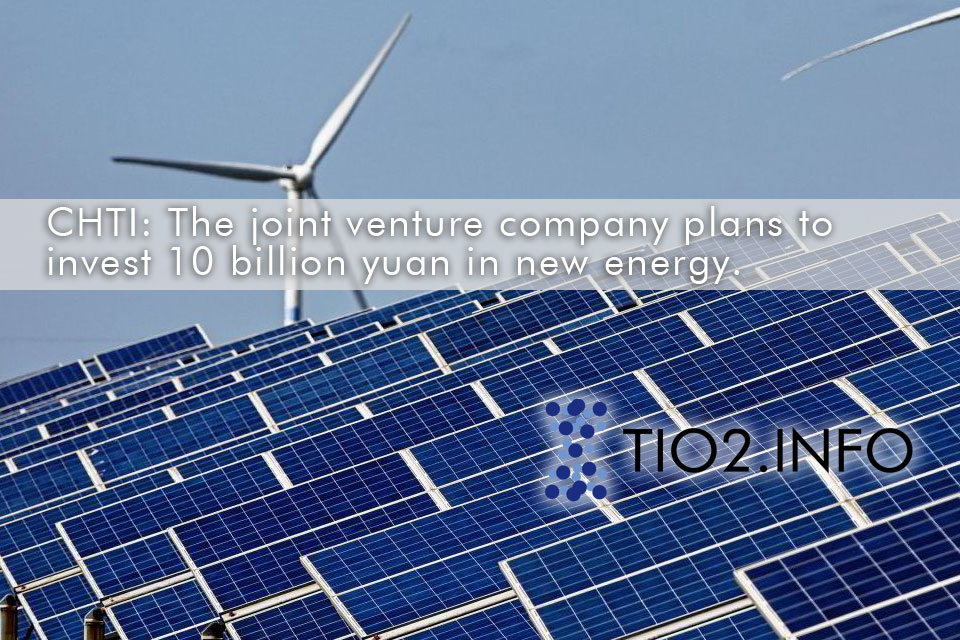 CHTI: The joint venture company plans to
invest 10 billion yuan in new energy.
TIO2.INFO